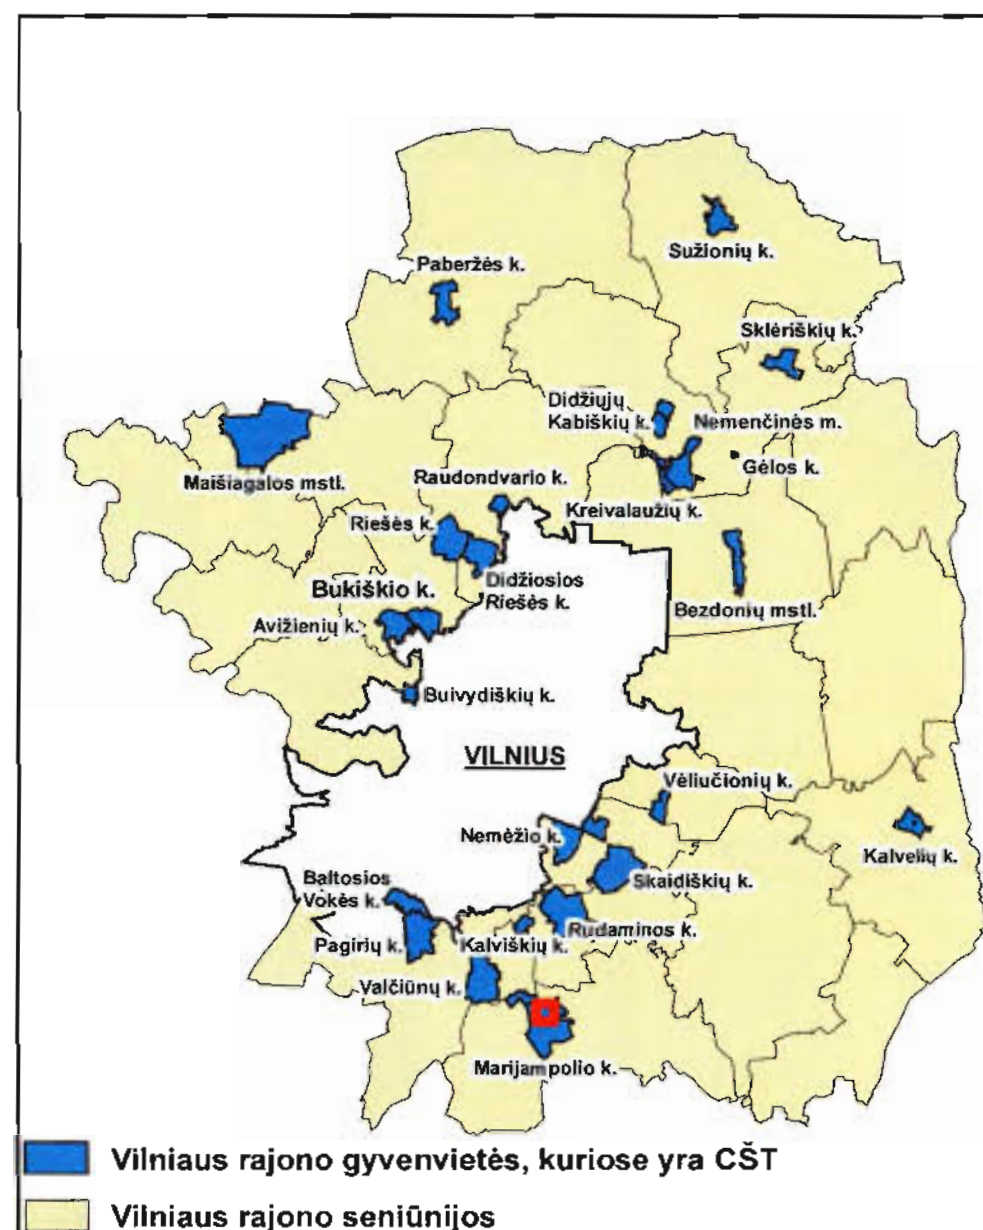 Sužionių k.
Paberžės k.
Sklėriškių k.
Didžiųjų
Kabiškių k.
Nemenčinės m.
Gėlos k.
Maišiagalos mstl.
Raudondvario k.
Kreivalaužių k.
Riešės k.
Didžiosios
Riešės k.
Bukiškio k.
Bezdonių mstl.
Avižienių k.
Buivydiškių k.
VILNIUS
Vėliučionių k.
Nemėžio k.
Kalvelių k.
Skaidiškių k.
Baltosios
Vokės k.
Rudaminos k.
Pagirių k.
Kalviškių k.
Valčiūnų k.
Marijampolio k.
Vilniaus rajono gyvenvietės, kuriose yra CŠT
Vilniaus rajono seniūnijos